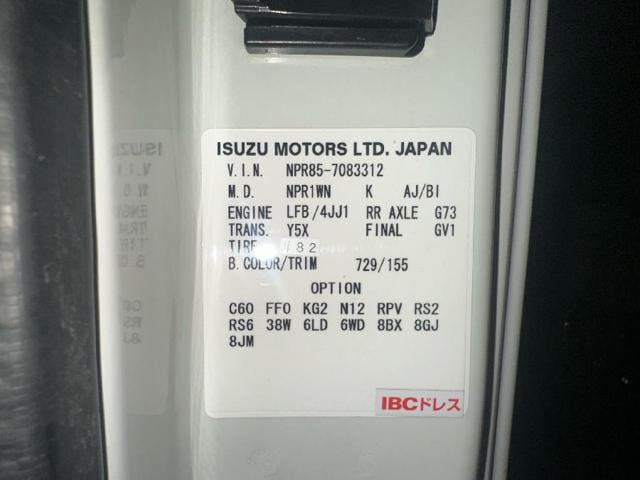 ISUZU MOTORS LTD. JAPAN
V.I.N. NPR85-7083312
M.D. NPR1WN K AJ/BI
ENGINE LFB/4JJ1 RR AXLE G73
TRANS. Y5X FINAL GV1
TIRE
B.COLOR/TRIM 729/155
OPTION
C60 FF0 KG2 N12 RPV RS2
RS6 38W 6LD 6WD 8BX 8GJ
8JM
IBCドレス